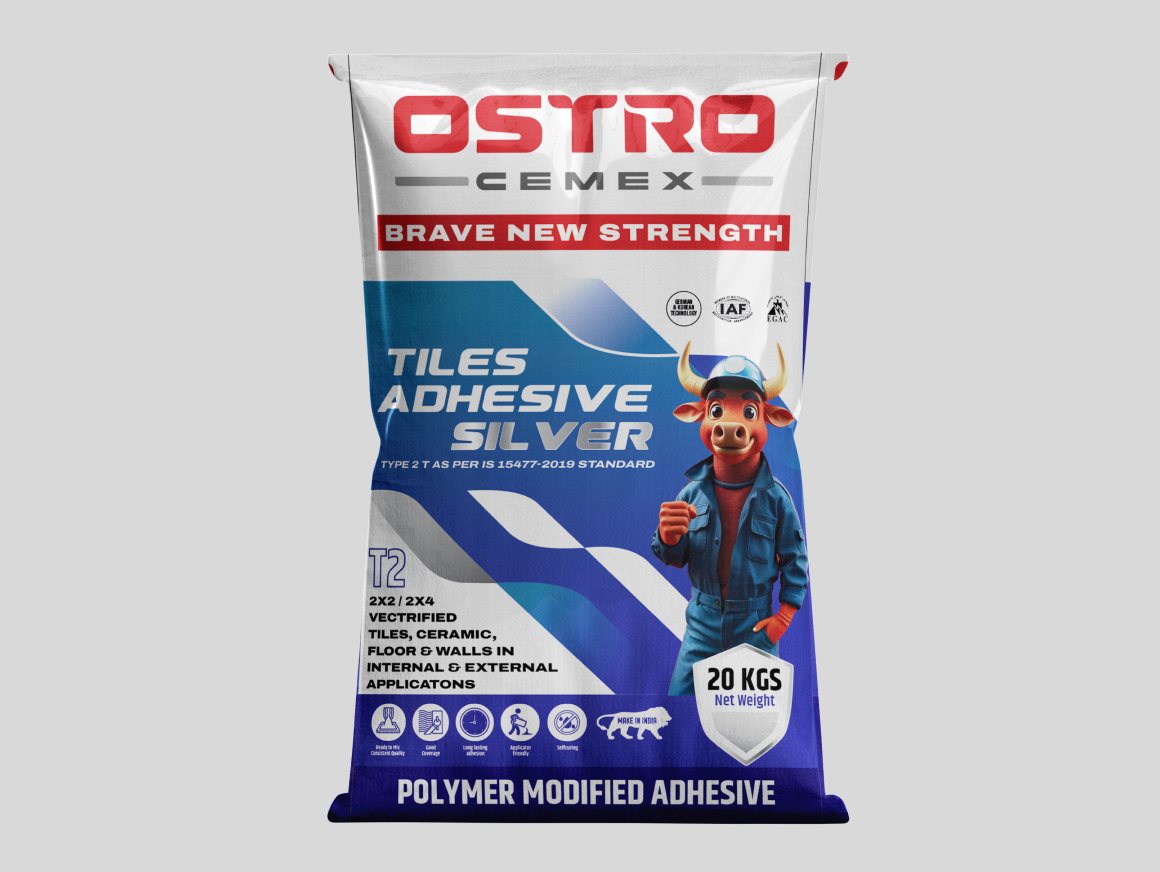 OSTRO
CEMEX
BRAVE NEW STRENGTH
GERMAN
& KOREAN
TECHNOLOGY
IAF
EGAC
TILES
ADHESIVE
SILVER
TYPE 2 T AS PER IS 15477-2019 STANDARD
T2
2X2 / 2X4
VECTRIFIED
TILES, CERAMIC,
FLOOR & WALLS IN
INTERNAL & EXTERNAL
APPLICATONS
20 KGS
Net Weight
Ready to Mix
Consistent Quality
Good
Coverage
Long lasting
adhesion
Applicator
friendly
Selfcuring
MAKE IN INDIA
POLYMER MODIFIED ADHESIVE